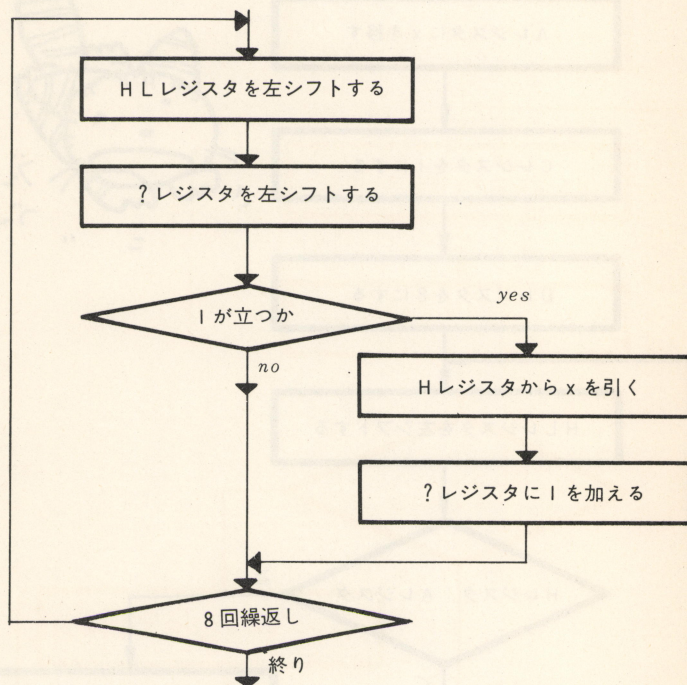 HLレジスタを左シフトする
?レジスタを左シフトする
1が立つか
yes
no
Hレジスタからxを引く
?レジスタに1を加える
8回繰返し
終り